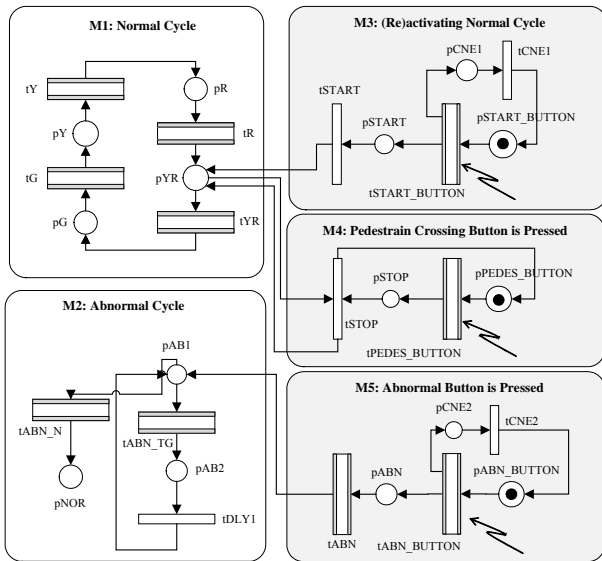 M1: Normal Cycle
tY
pR
pY
tR
tG
pYR
pG
tYR
M3: (Re)activating Normal Cycle
pCNE1
tCNE1
tSTART
pSTART
pSTART_BUTTON
tSTART_BUTTON
M4: Pedestrain Crossing Button is Pressed
pSTOP
pPEDES_BUTTON
tSTOP
tPEDES_BUTTON
M2: Abnormal Cycle
pAB1
tABN_N
tABN_TG
pAB2
pNOR
tDLY1
M5: Abnormal Button is Pressed
pCNE2
tCNE2
pABN
pABN_BUTTON
tABN
tABN_BUTTON